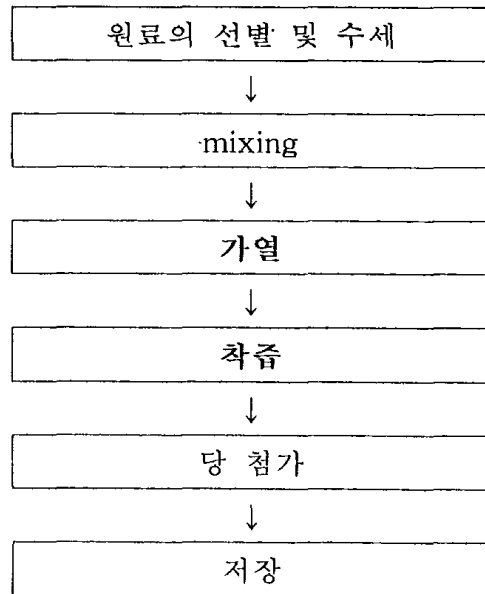 원료의 선별 및 수세
↓
mixing
↓
가열
↓
착즙
↓
당 첨가
↓
저장